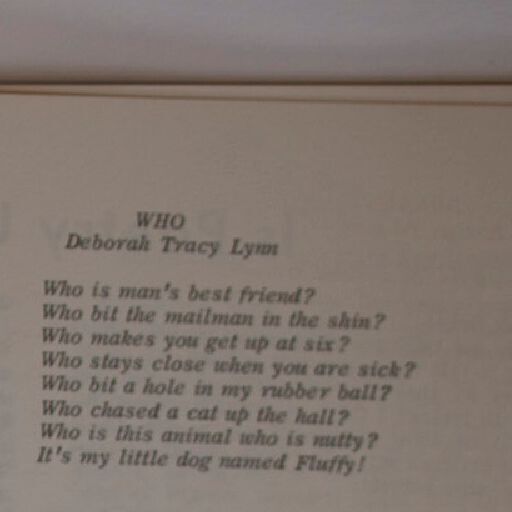 WHO
Deborah Tracy Lynn
Who is man's best friend?
Who bit the mailman in the shin?
Who makes you get up at six?
Who stays close when you are sick?
Who bit a hole in my rubber ball?
Who chased a cat up the hall?
Who is this animal who is nutty?
It's my little dog named Fluffy!